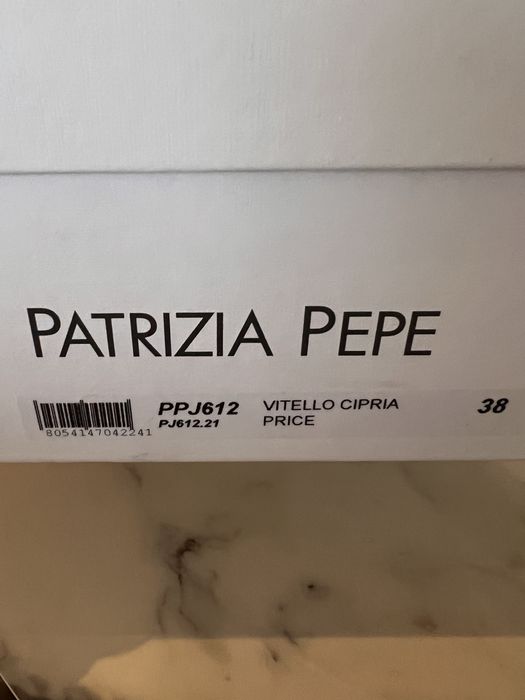 PATRIZIA PEPE
PPJ612 VITELLO CIPRIA 38
PJ612.21 PRICE
8054147042241